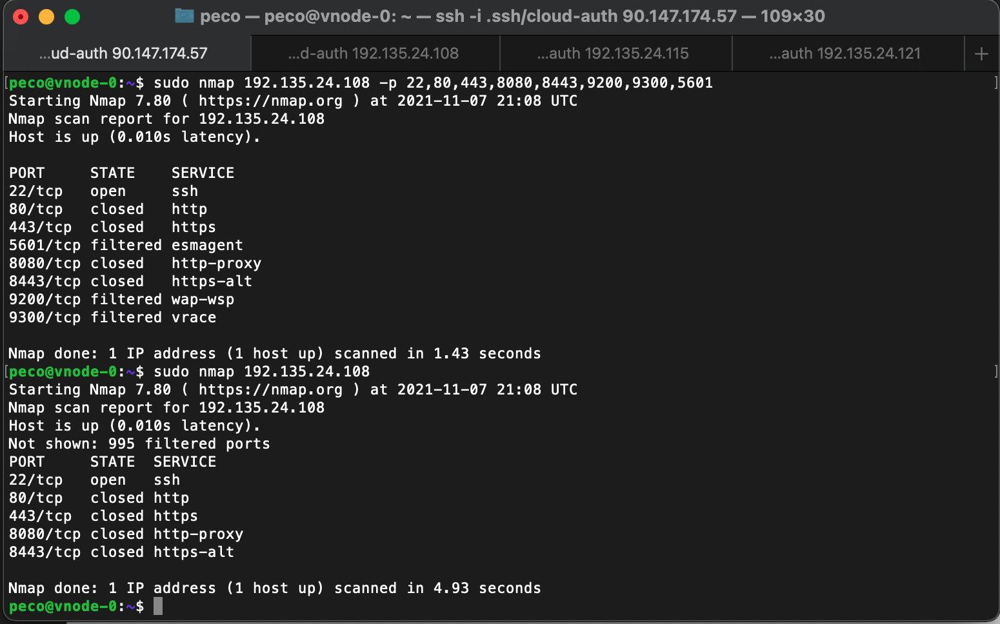 peco — peco@vnode-0: ~ — ssh -i .ssh/cloud-auth 90.147.174.57 — 109×30
...ud-auth 90.147.174.57 ...d-auth 192.135.24.108 ...auth 192.135.24.115 ...auth 192.135.24.121 +
[peco@vnode-0:~$ sudo nmap 192.135.24.108 -p 22,80,443,8080,8443,9200,9300,5601 ]
Starting Nmap 7.80 ( https://nmap.org ) at 2021-11-07 21:08 UTC
Nmap scan report for 192.135.24.108
Host is up (0.010s latency).

PORT     STATE    SERVICE
22/tcp   open     ssh
80/tcp   closed   http
443/tcp  closed   https
5601/tcp filtered esmagent
8080/tcp closed   http-proxy
8443/tcp closed   https-alt
9200/tcp filtered wap-wsp
9300/tcp filtered vrace

Nmap done: 1 IP address (1 host up) scanned in 1.43 seconds
[peco@vnode-0:~$ sudo nmap 192.135.24.108 ]
Starting Nmap 7.80 ( https://nmap.org ) at 2021-11-07 21:08 UTC
Nmap scan report for 192.135.24.108
Host is up (0.010s latency).
Not shown: 995 filtered ports
PORT     STATE  SERVICE
22/tcp   open   ssh
80/tcp   closed http
443/tcp  closed https
8080/tcp closed http-proxy
8443/tcp closed https-alt

Nmap done: 1 IP address (1 host up) scanned in 4.93 seconds
peco@vnode-0:~$